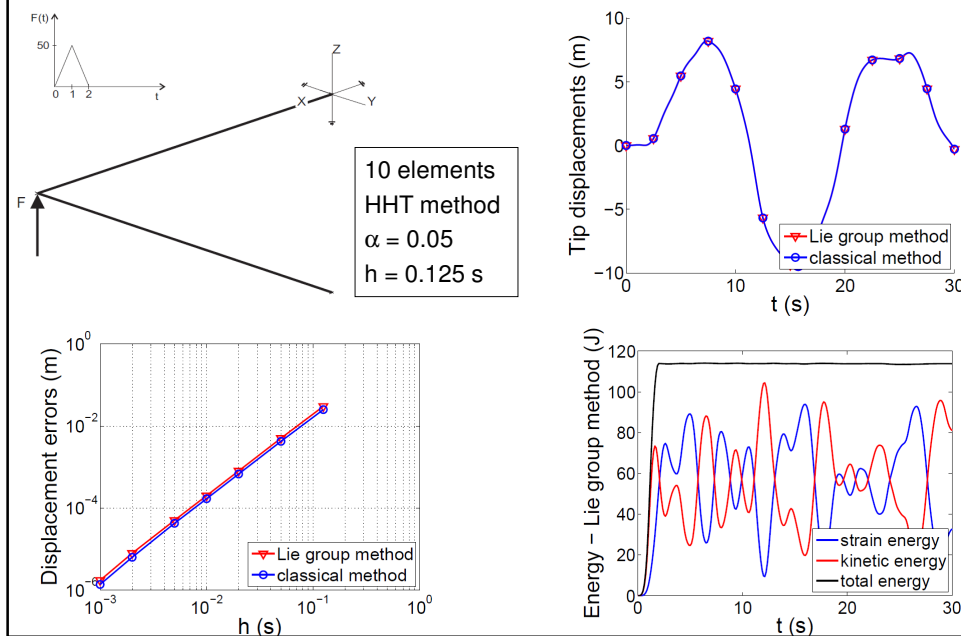 F(t)
50
0 1 2 t
Z
X Y
F
10 elements
HHT method
α = 0.05
h = 0.125 s
Tip displacements (m)
10
5
0
−5
−10
Lie group method
classical method
0 10 20 30
t (s)
Displacement errors (m)
10^0
10^−2
10^−4
10^−6
Lie group method
classical method
10^−3 10^−2 10^−1 10^0
h (s)
Energy − Lie group method (J)
120
100
80
60
40
20
0
strain energy
kinetic energy
total energy
0 10 20 30
t (s)